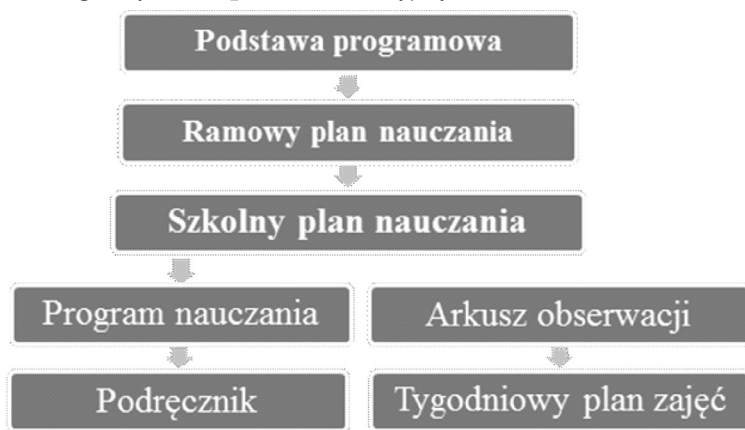 Podstawa programowa
Ramowy plan nauczania
Szkolny plan nauczania
Program nauczania
Arkusz obserwacji
Podręcznik
Tygodniowy plan zajęć